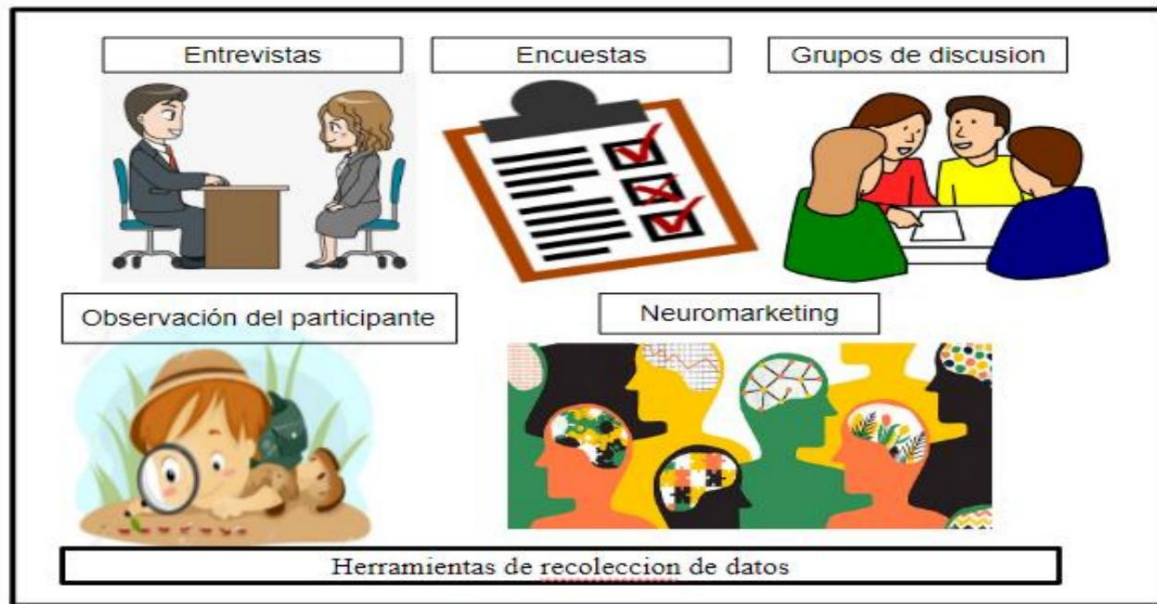 Entrevistas
Encuestas
Grupos de discusion
Observación del participante
Neuromarketing
Herramientas de recoleccion de datos